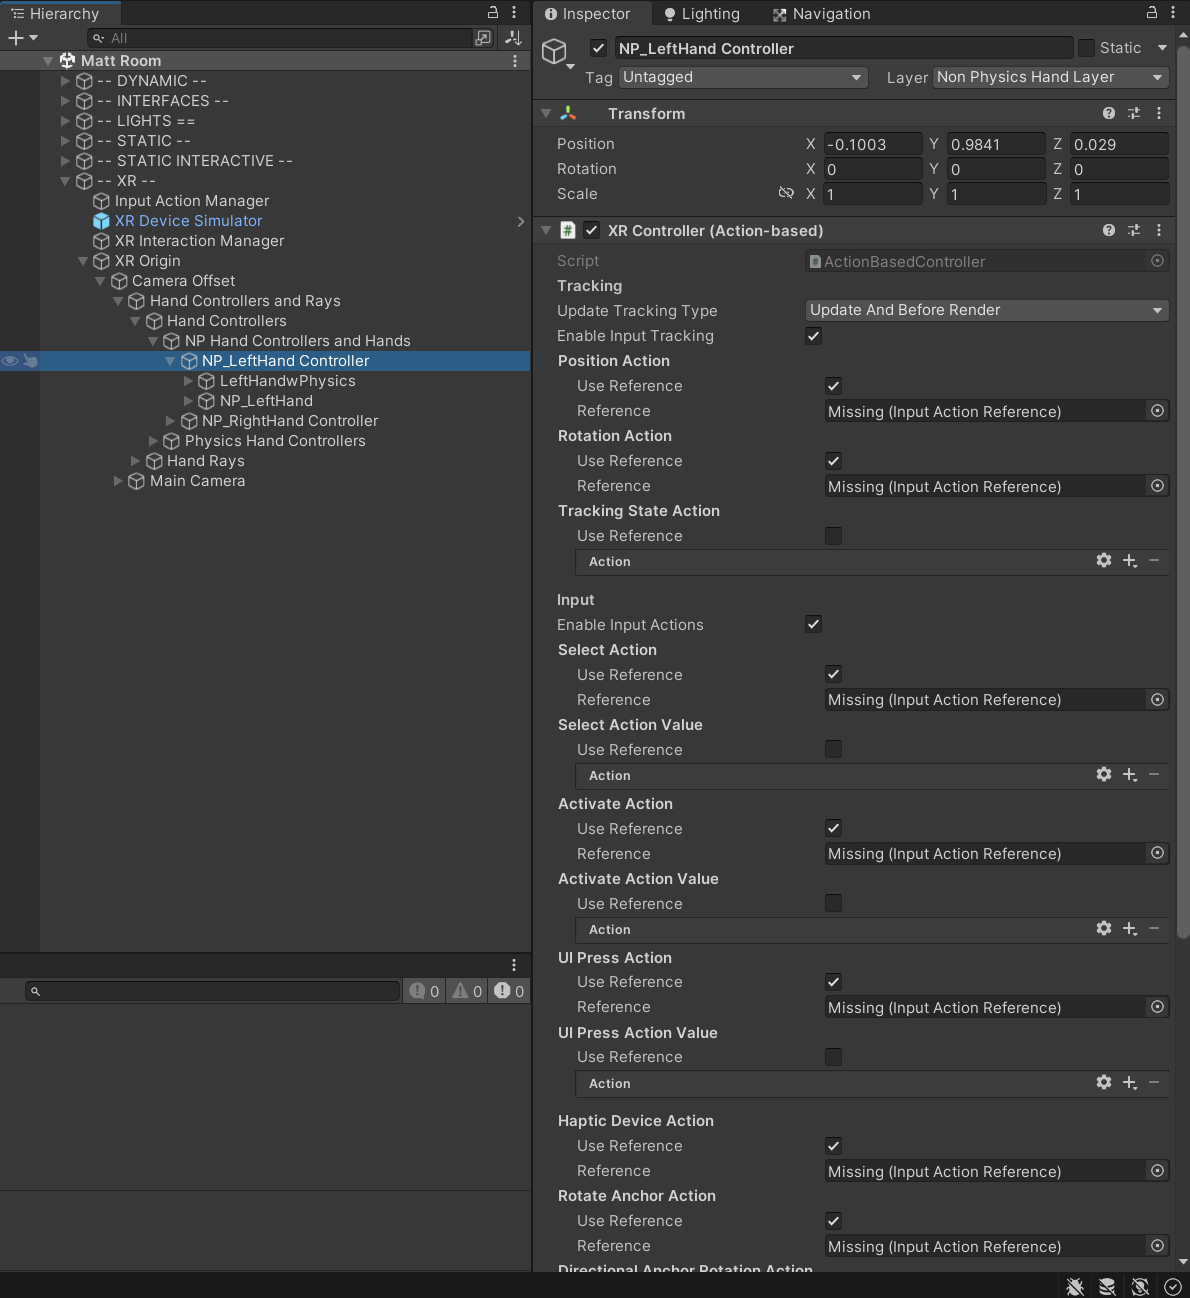 Hierarchy
All
Matt Room
-- DYNAMIC --
-- INTERFACES --
-- LIGHTS ==
-- STATIC --
-- STATIC INTERACTIVE --
-- XR --
Input Action Manager
XR Device Simulator
XR Interaction Manager
XR Origin
Camera Offset
Hand Controllers and Rays
Hand Controllers
NP Hand Controllers and Hands
NP_LeftHand Controller
LeftHandwPhysics
NP_LeftHand
NP_RightHand Controller
Physics Hand Controllers
Hand Rays
Main Camera
0 0 0
Inspector Lighting Navigation
NP_LeftHand Controller Static
Tag Untagged Layer Non Physics Hand Layer
Transform
Position X -0.1003 Y 0.9841 Z 0.029
Rotation X 0 Y 0 Z 0
Scale X 1 Y 1 Z 1
# XR Controller (Action-based)
Script # ActionBasedController
Tracking
Update Tracking Type Update And Before Render
Enable Input Tracking
Position Action
Use Reference
Reference Missing (Input Action Reference)
Rotation Action
Use Reference
Reference Missing (Input Action Reference)
Tracking State Action
Use Reference
Action
Input
Enable Input Actions
Select Action
Use Reference
Reference Missing (Input Action Reference)
Select Action Value
Use Reference
Action
Activate Action
Use Reference
Reference Missing (Input Action Reference)
Activate Action Value
Use Reference
Action
UI Press Action
Use Reference
Reference Missing (Input Action Reference)
UI Press Action Value
Use Reference
Action
Haptic Device Action
Use Reference
Reference Missing (Input Action Reference)
Rotate Anchor Action
Use Reference
Reference Missing (Input Action Reference)
Directional Anchor Rotation Action